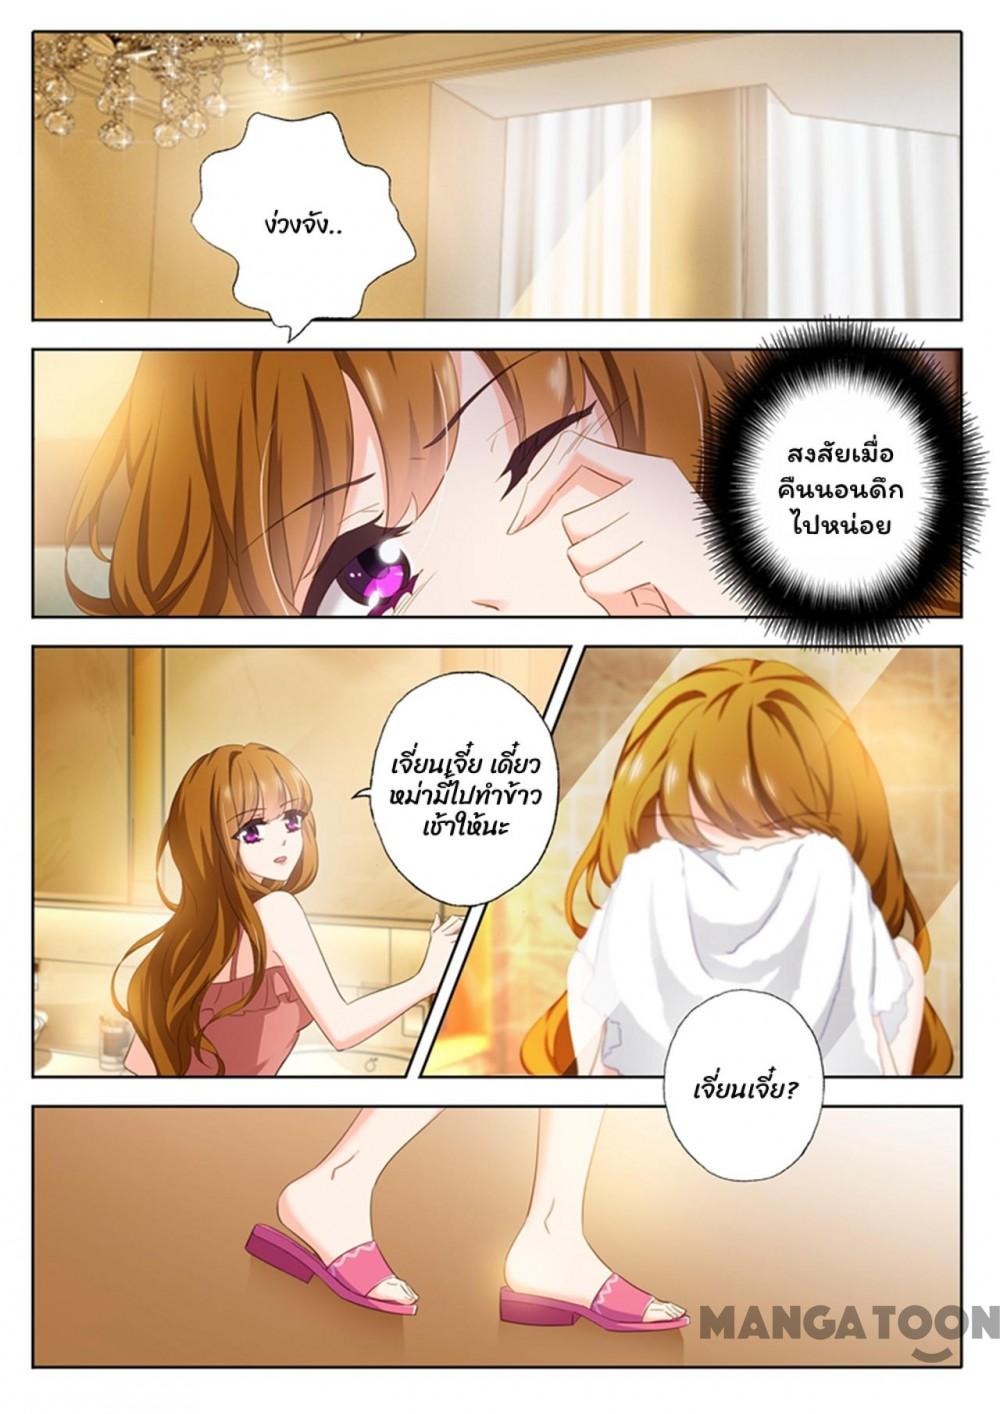 ง่วงจัง..
สงสัยเมื่อ
คืนนอนดึก
ไปหน่อย
เจี่ยนเจี๋ย เดี๋ยว
หม่ามี้ไปทำข้าว
เช้าให้นะ
เจี่ยนเจี๋ย?
MANGATOON